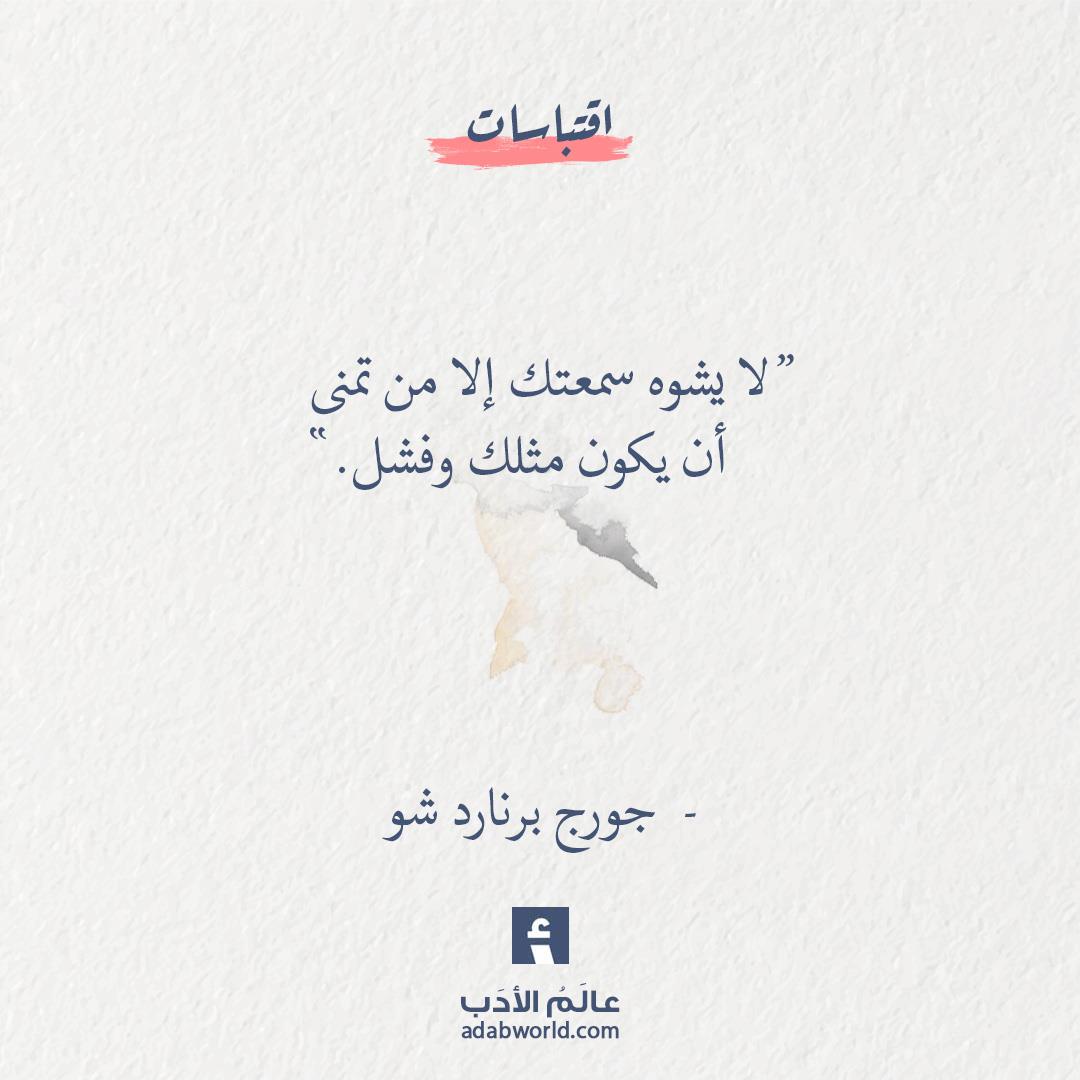 اقتباسات
”لا يشوه سمعتك إلا من تمنى
أن يكون مثلك وفشل.“
- جورج برنارد شو
أ
عالَمُ الأدَب
adabworld.com